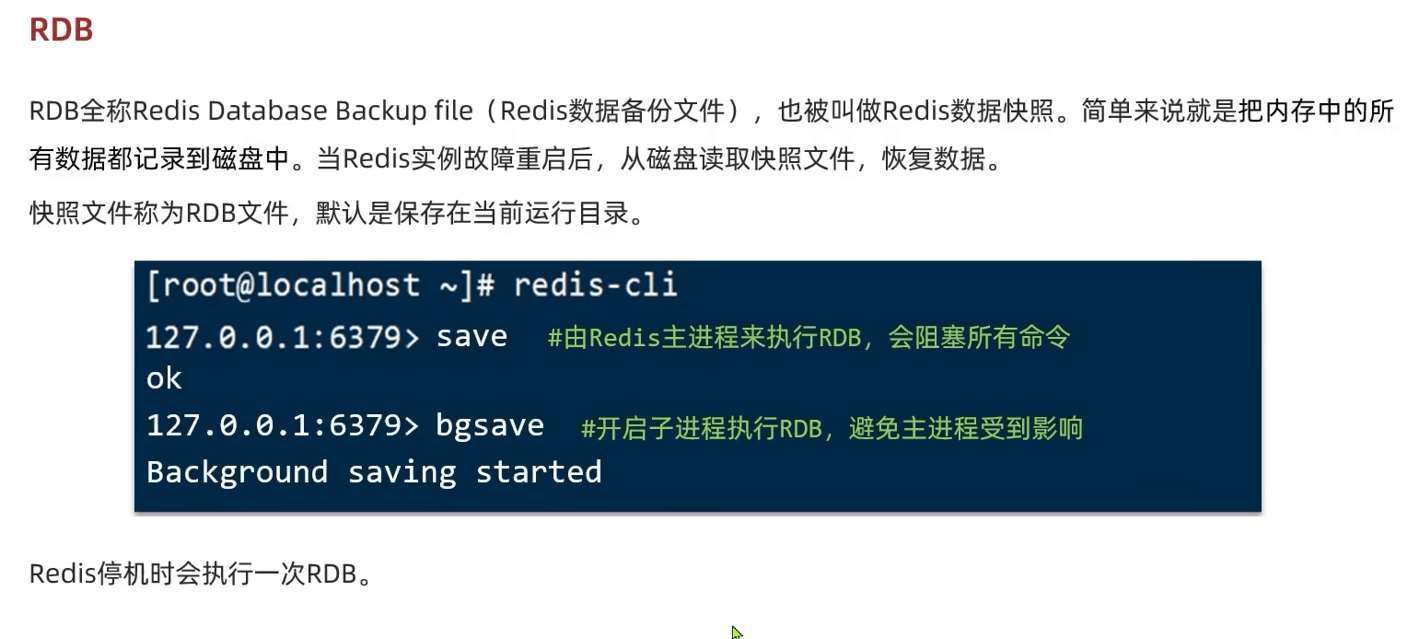 RDB
RDB全称Redis Database Backup file（Redis数据备份文件），也被叫做Redis数据快照。简单来说就是把内存中的所
有数据都记录到磁盘中。当Redis实例故障重启后，从磁盘读取快照文件，恢复数据。
快照文件称为RDB文件，默认是保存在当前运行目录。
[root@localhost ~]# redis-cli
127.0.0.1:6379> save #由Redis主进程来执行RDB，会阻塞所有命令
ok
127.0.0.1:6379> bgsave #开启子进程执行RDB，避免主进程受到影响
Background saving started
Redis停机时会执行一次RDB。